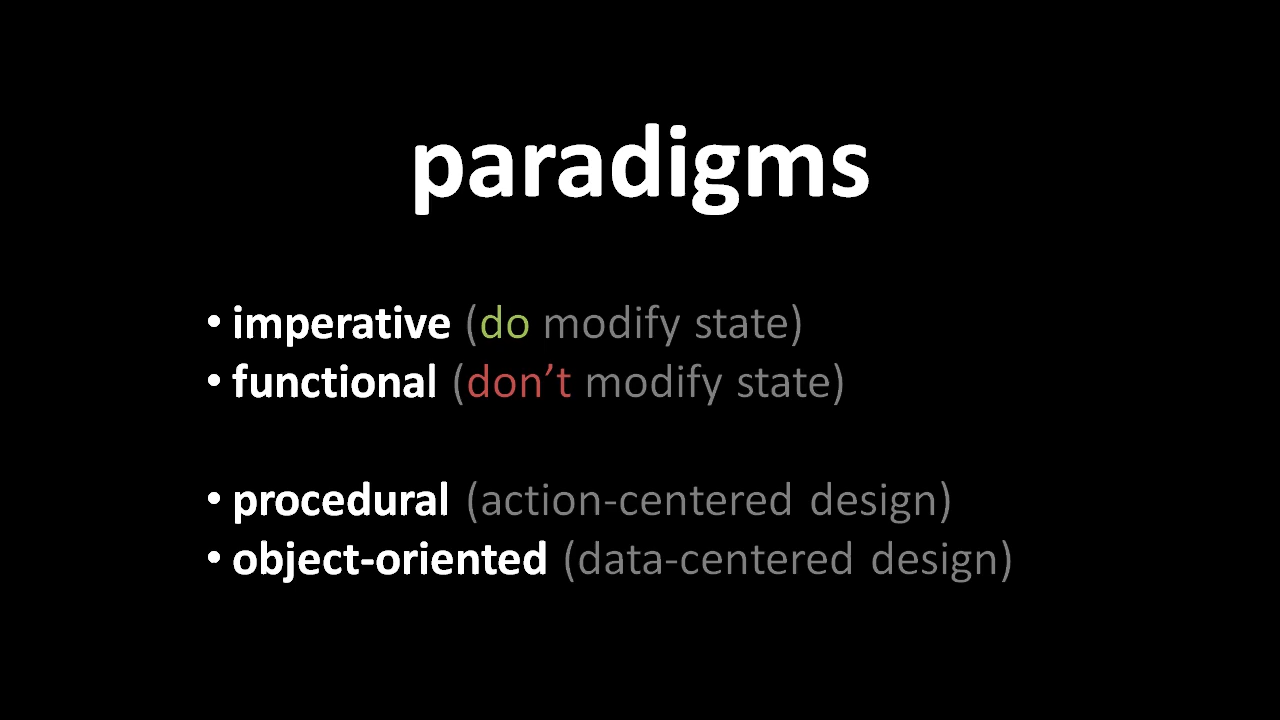 paradigms
• imperative (do modify state)
• functional (don’t modify state)
• procedural (action-centered design)
• object-oriented (data-centered design)